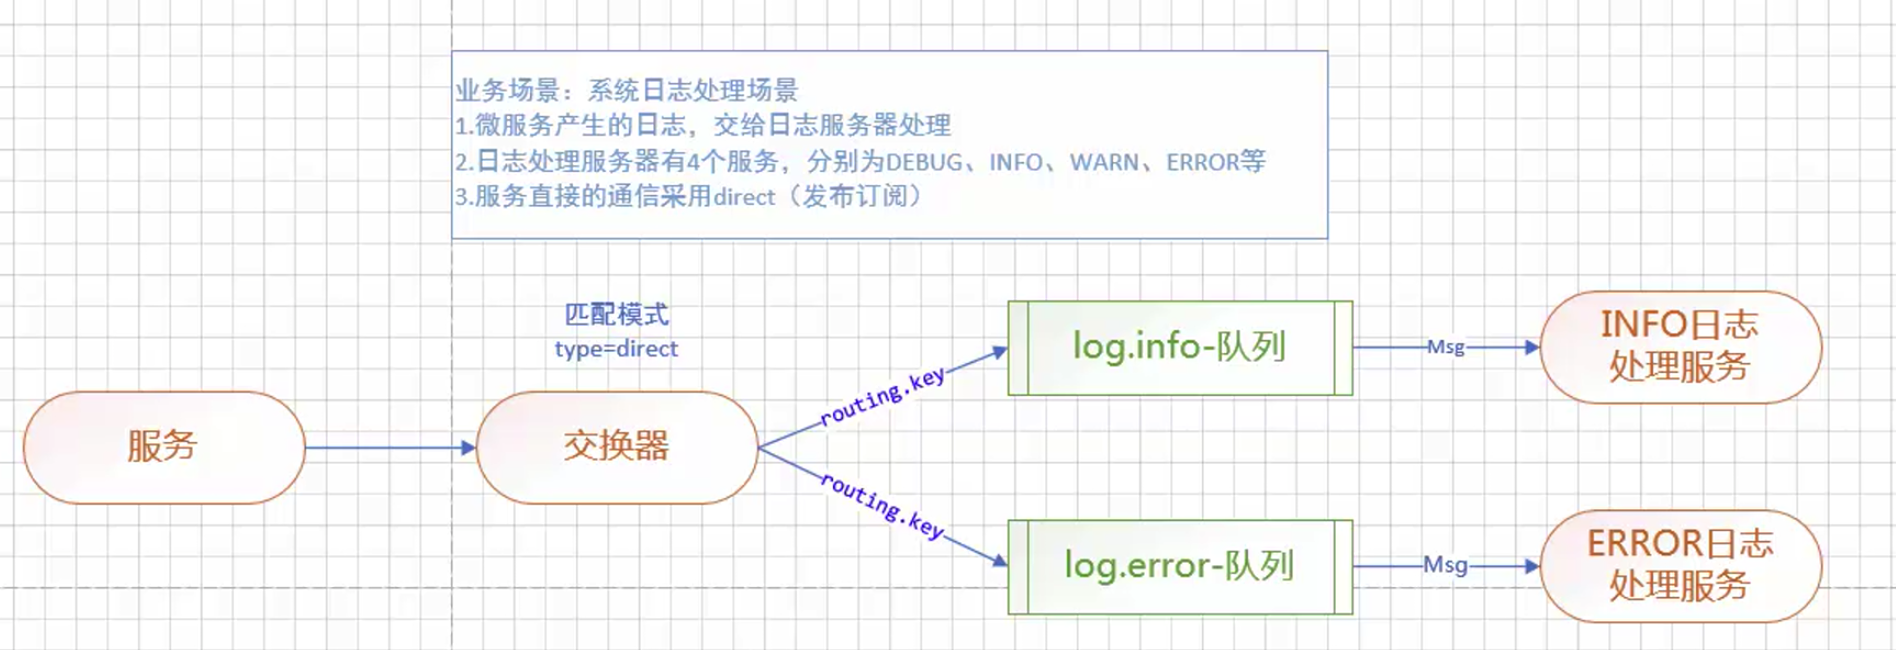 业务场景：系统日志处理场景
1.微服务产生的日志，交给日志服务器处理
2.日志处理服务器有4个服务，分别为DEBUG、INFO、WARN、ERROR等
3.服务直接的通信采用direct（发布订阅）
匹配模式
type=direct
服务
交换器
routing.key
log.info-队列
Msg
INFO日志
处理服务
routing.key
log.error-队列
Msg
ERROR日志
处理服务